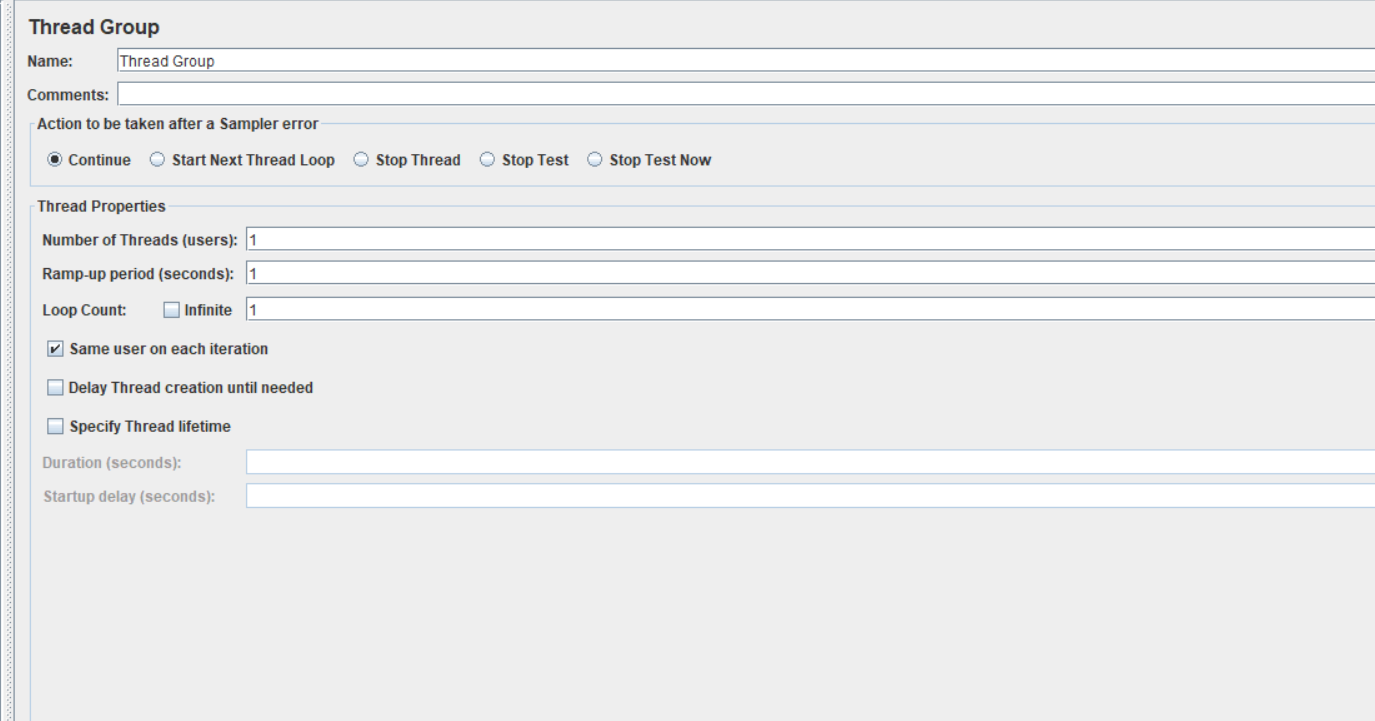 Thread Group
Name: Thread Group
Comments:
Action to be taken after a Sampler error
Continue Start Next Thread Loop Stop Thread Stop Test Stop Test Now
Thread Properties
Number of Threads (users): 1
Ramp-up period (seconds): 1
Loop Count: Infinite 1
Same user on each iteration
Delay Thread creation until needed
Specify Thread lifetime
Duration (seconds):
Startup delay (seconds):